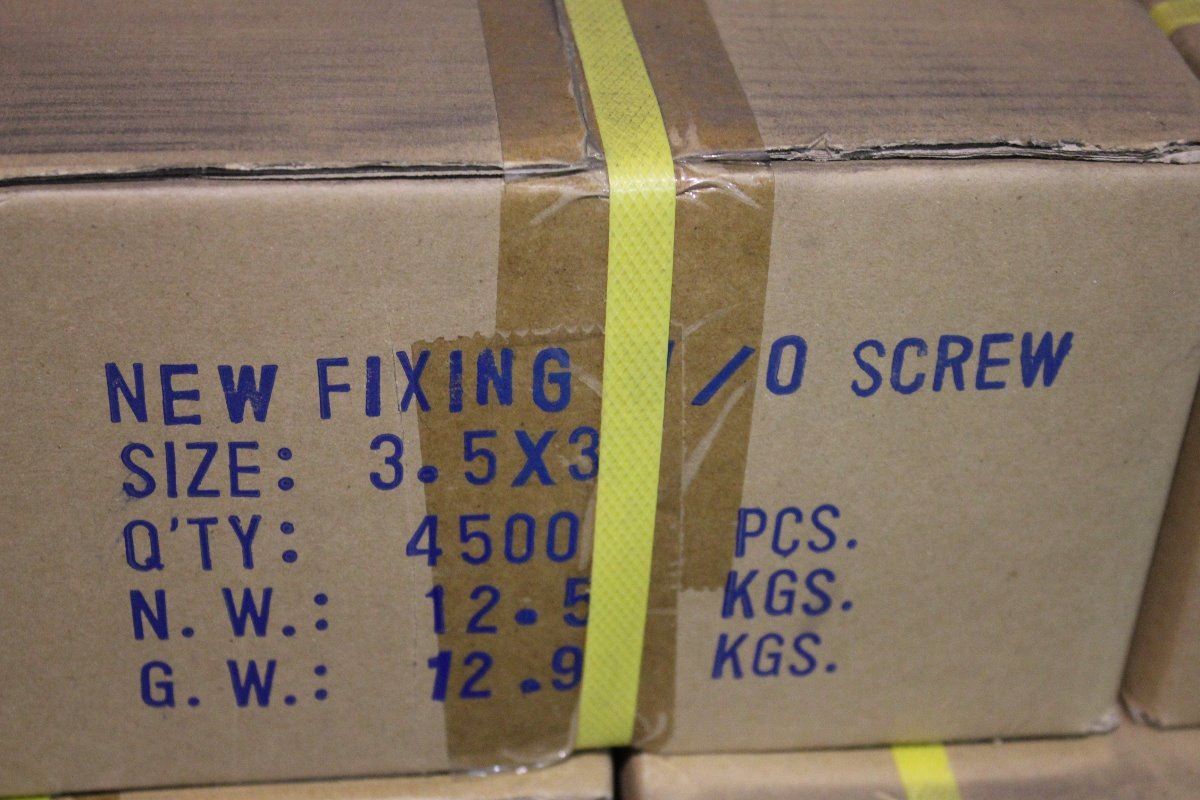 NEW FIXING /O SCREW
SIZE: 3.5X3
Q'TY: 4500 PCS.
N.W.: 12.5 KGS.
G.W.: 12.9 KGS.